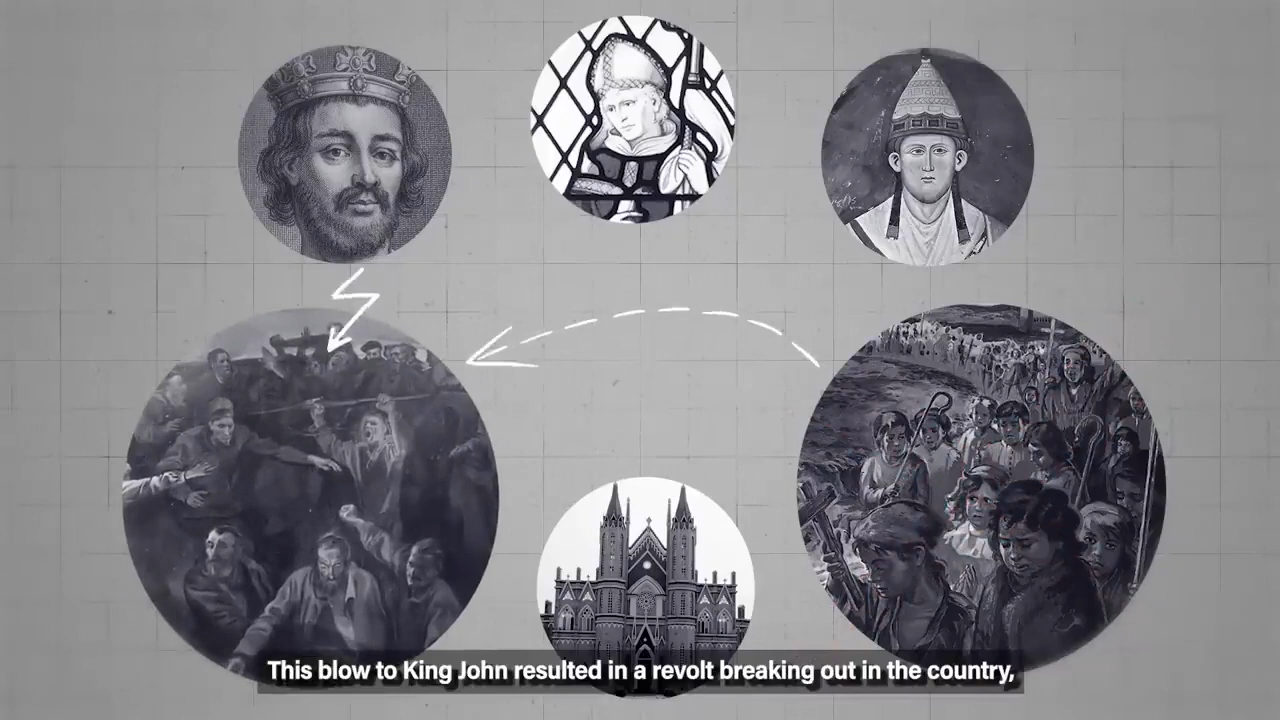 This blow to King John resulted in a revolt breaking out in the country,